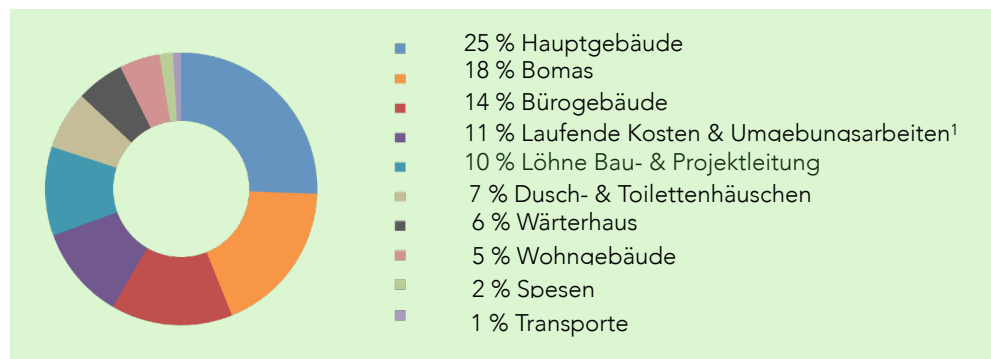 25 % Hauptgebäude
18 % Bomas
14 % Bürogebäude
11 % Laufende Kosten & Umgebungsarbeiten¹
10 % Löhne Bau- & Projektleitung
7 % Dusch- & Toilettenhäuschen
6 % Wärterhaus
5 % Wohngebäude
2 % Spesen
1 % Transporte